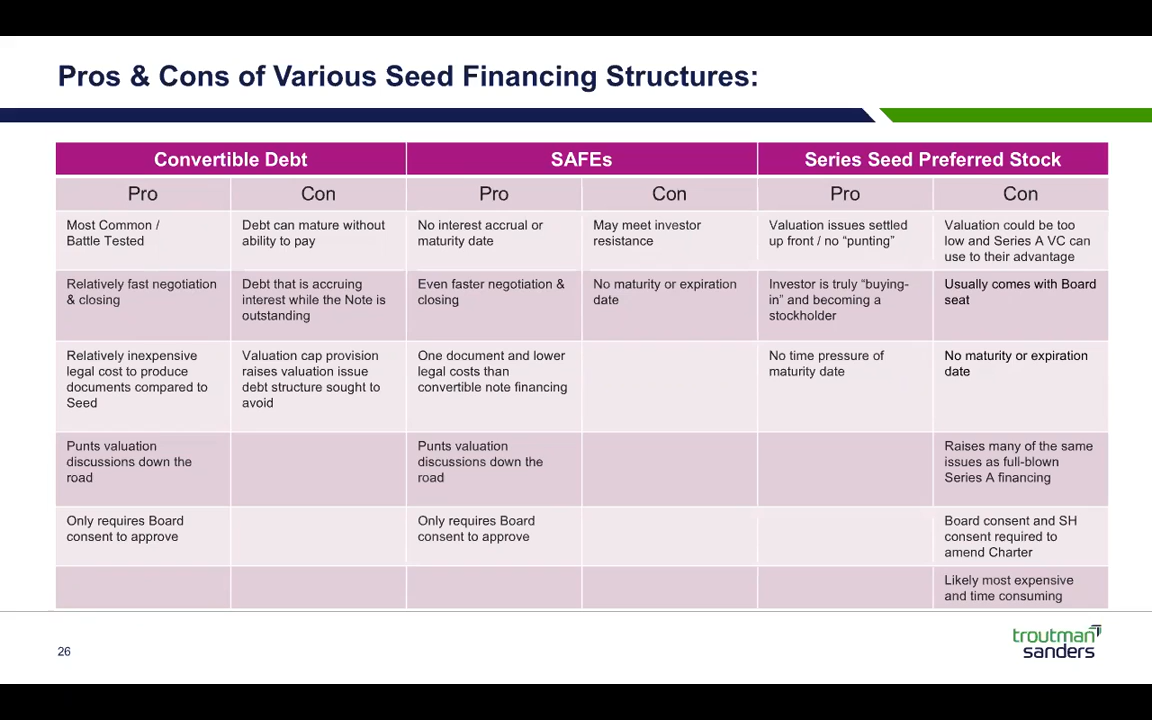 Pros & Cons of Various Seed Financing Structures:
Convertible Debt
SAFEs
Series Seed Preferred Stock
Pro
Con
Pro
Con
Pro
Con
Most Common /
Battle Tested
Debt can mature without
ability to pay
No interest accrual or
maturity date
May meet investor
resistance
Valuation issues settled
up front / no “punting”
Valuation could be too
low and Series A VC can
use to their advantage
Relatively fast negotiation
& closing
Debt that is accruing
interest while the Note is
outstanding
Even faster negotiation &
closing
No maturity or expiration
date
Investor is truly “buying-
in” and becoming a
stockholder
Usually comes with Board
seat
Relatively inexpensive
legal cost to produce
documents compared to
Seed
Valuation cap provision
raises valuation issue
debt structure sought to
avoid
One document and lower
legal costs than
convertible note financing
No time pressure of
maturity date
No maturity or expiration
date
Punts valuation
discussions down the
road
Punts valuation
discussions down the
road
Raises many of the same
issues as full-blown
Series A financing
Only requires Board
consent to approve
Only requires Board
consent to approve
Board consent and SH
consent required to
amend Charter
Likely most expensive
and time consuming
26
troutman
sanders